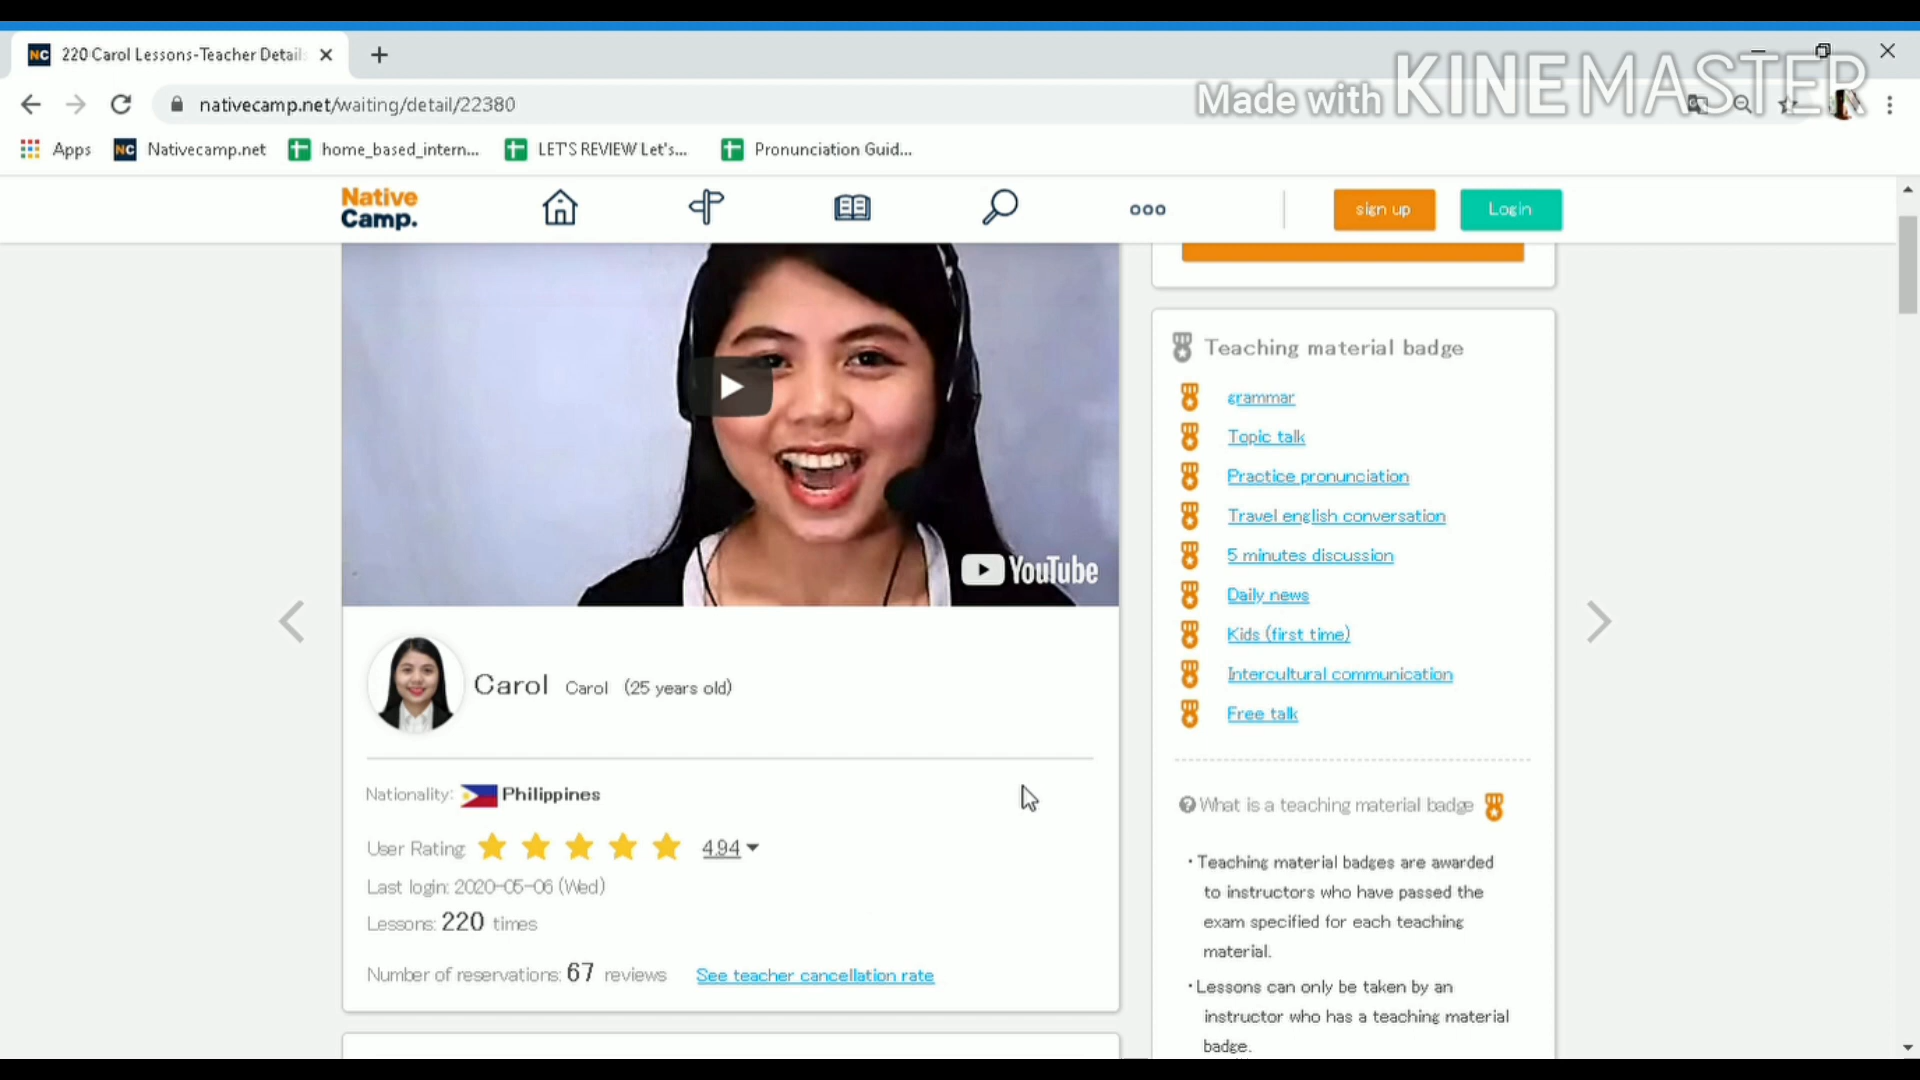 220 Carol Lessons-Teacher Details
nativecamp.net/waiting/detail/22380
Made with KINEMASTER
Apps
NC Nativecamp.net
home_based_intern...
LET'S REVIEW Let's...
Pronunciation Guid...
Native
Camp.
sign up
Login
YouTube
Carol Carol (25 years old)
Nationality: Philippines
User Rating 4.94
Last login: 2020-05-06 (Wed)
Lessons: 220 times
Number of reservations: 67 reviews See teacher cancellation rate
Teaching material badge
grammar
Topic talk
Practice pronunciation
Travel english conversation
5 minutes discussion
Daily news
Kids (first time)
Intercultural communication
Free talk
What is a teaching material badge
・Teaching material badges are awarded
to instructors who have passed the
exam specified for each teaching
material.
・Lessons can only be taken by an
instructor who has a teaching material
badge.